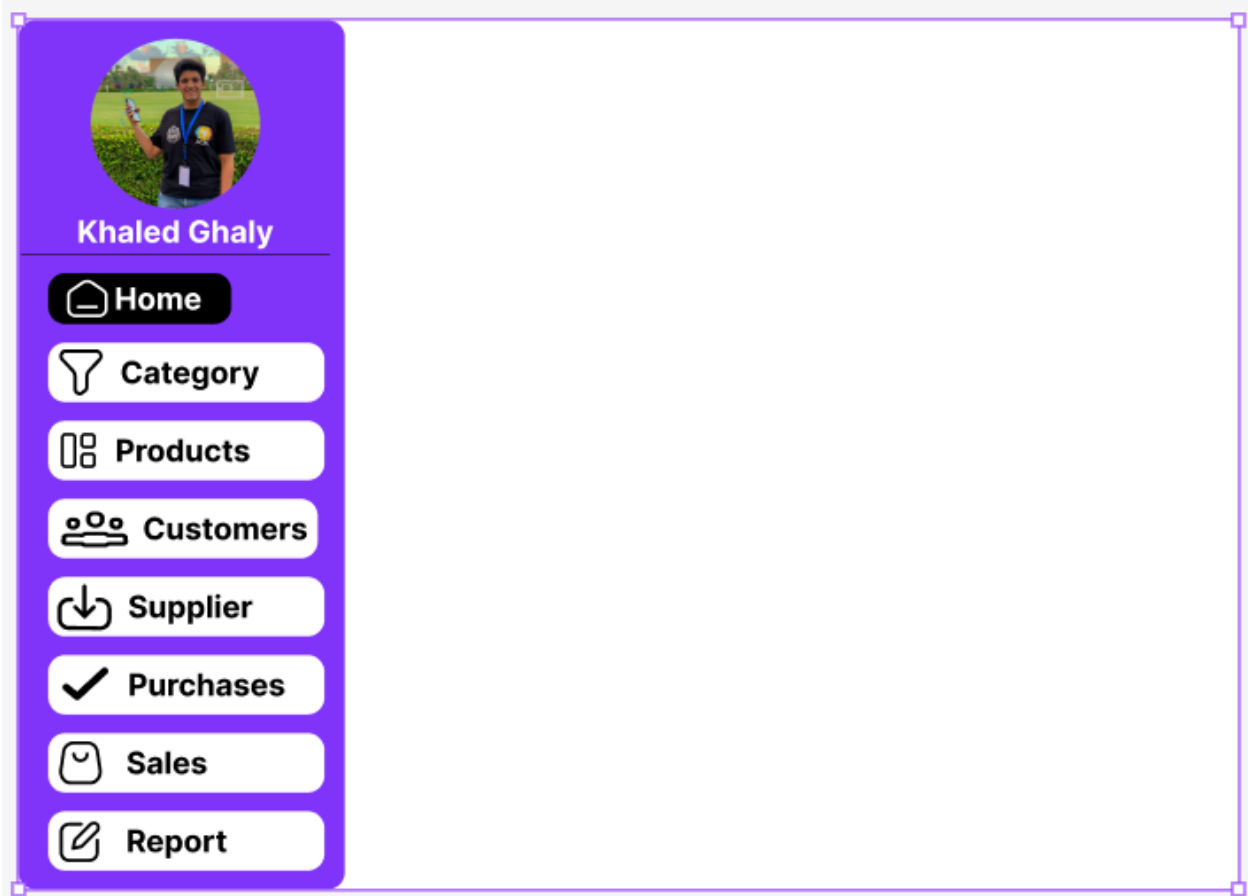 Khaled Ghaly
Home
Category
Products
Customers
Supplier
Purchases
Sales
Report